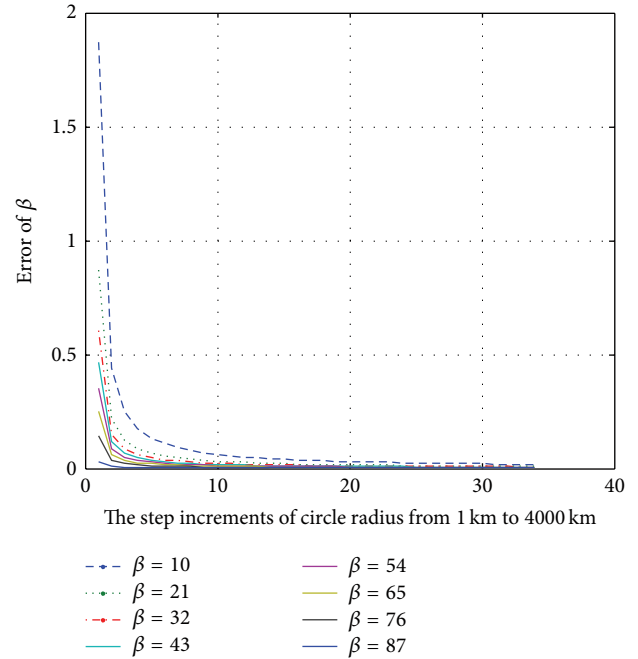 2
1.5
1
0.5
0
Error of β
0
10
20
30
40
The step increments of circle radius from 1 km to 4000 km
β = 10
β = 21
β = 32
β = 43
β = 54
β = 65
β = 76
β = 87